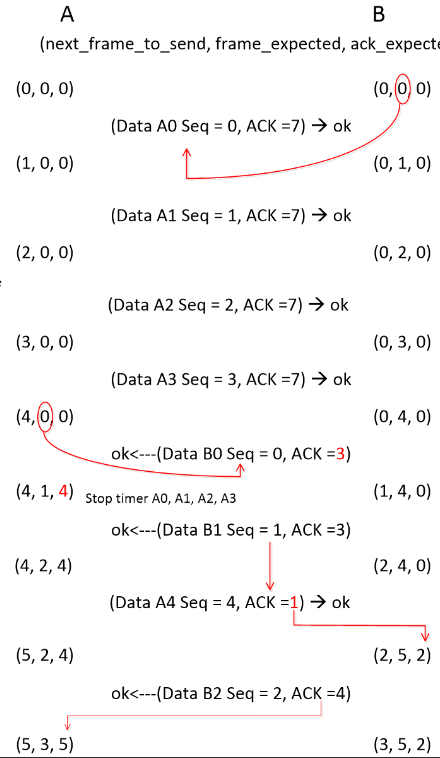 A B
(next_frame_to_send, frame_expected, ack_expecte
(0, 0, 0) (0, 0, 0)
(Data A0 Seq = 0, ACK =7) → ok
(1, 0, 0) (0, 1, 0)
(Data A1 Seq = 1, ACK =7) → ok
(2, 0, 0) (0, 2, 0)
(Data A2 Seq = 2, ACK =7) → ok
(3, 0, 0) (0, 3, 0)
(Data A3 Seq = 3, ACK =7) → ok
(4, 0, 0) (0, 4, 0)
ok<---(Data B0 Seq = 0, ACK =3)
(4, 1, 4) Stop timer A0, A1, A2, A3 (1, 4, 0)
ok<---(Data B1 Seq = 1, ACK =3)
(4, 2, 4) (2, 4, 0)
(Data A4 Seq = 4, ACK =1) → ok
(5, 2, 4) (2, 5, 2)
ok<---(Data B2 Seq = 2, ACK =4)
(5, 3, 5) (3, 5, 2)